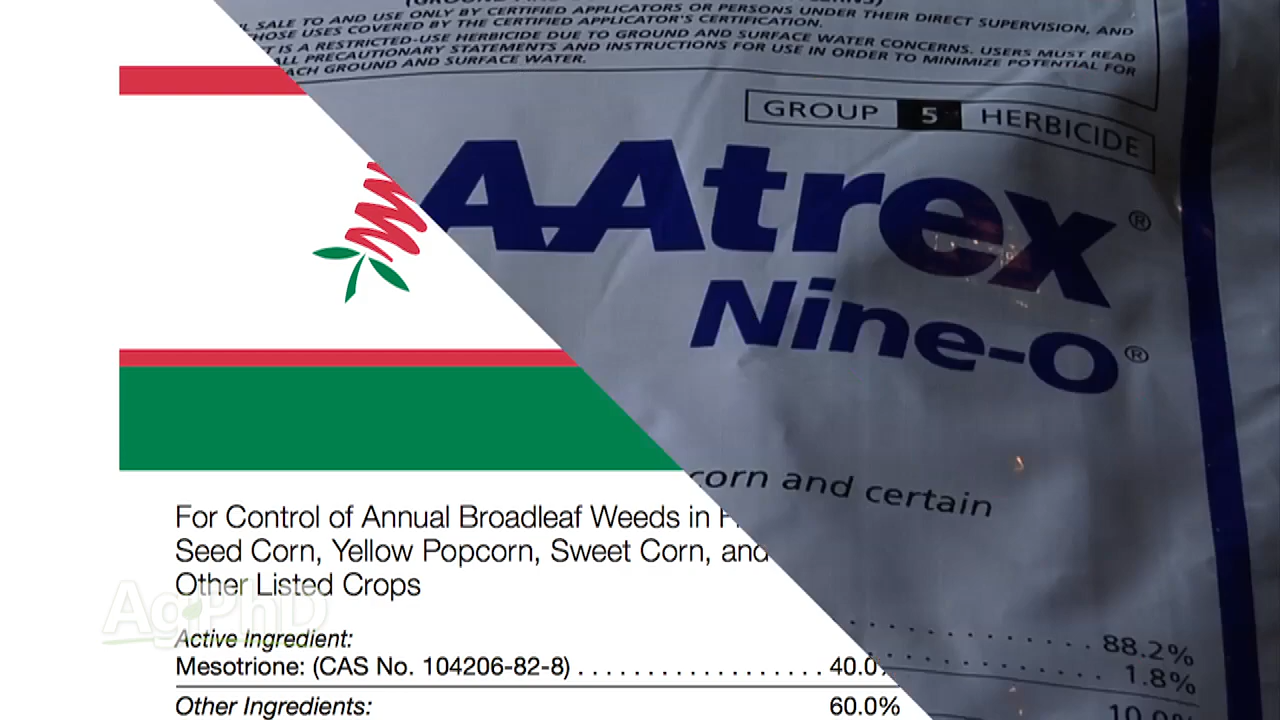 SALE TO AND USE ONLY BY CERTIFIED APPLICATORS OR PERSONS UNDER THEIR DIRECT SUPERVISION, AND
THOSE USES COVERED BY THE CERTIFIED APPLICATOR'S CERTIFICATION.
IS A RESTRICTED-USE HERBICIDE DUE TO GROUND AND SURFACE WATER CONCERNS. USERS MUST READ
ALL PRECAUTIONARY STATEMENTS AND INSTRUCTIONS FOR USE IN ORDER TO MINIMIZE POTENTIAL FOR
GROUND AND SURFACE WATER.
GROUP 5 HERBICIDE
AAtrex®
Nine-O®
corn and certain
88.2%
1.8%
10.0%
For Control of Annual Broadleaf Weeds in
Seed Corn, Yellow Popcorn, Sweet Corn, and
Other Listed Crops
AgPhD
Active Ingredient:
Mesotrione: (CAS No. 104206-82-8) . . . . . . . . . . . . . . . . . 40.0
Other Ingredients: 60.0%